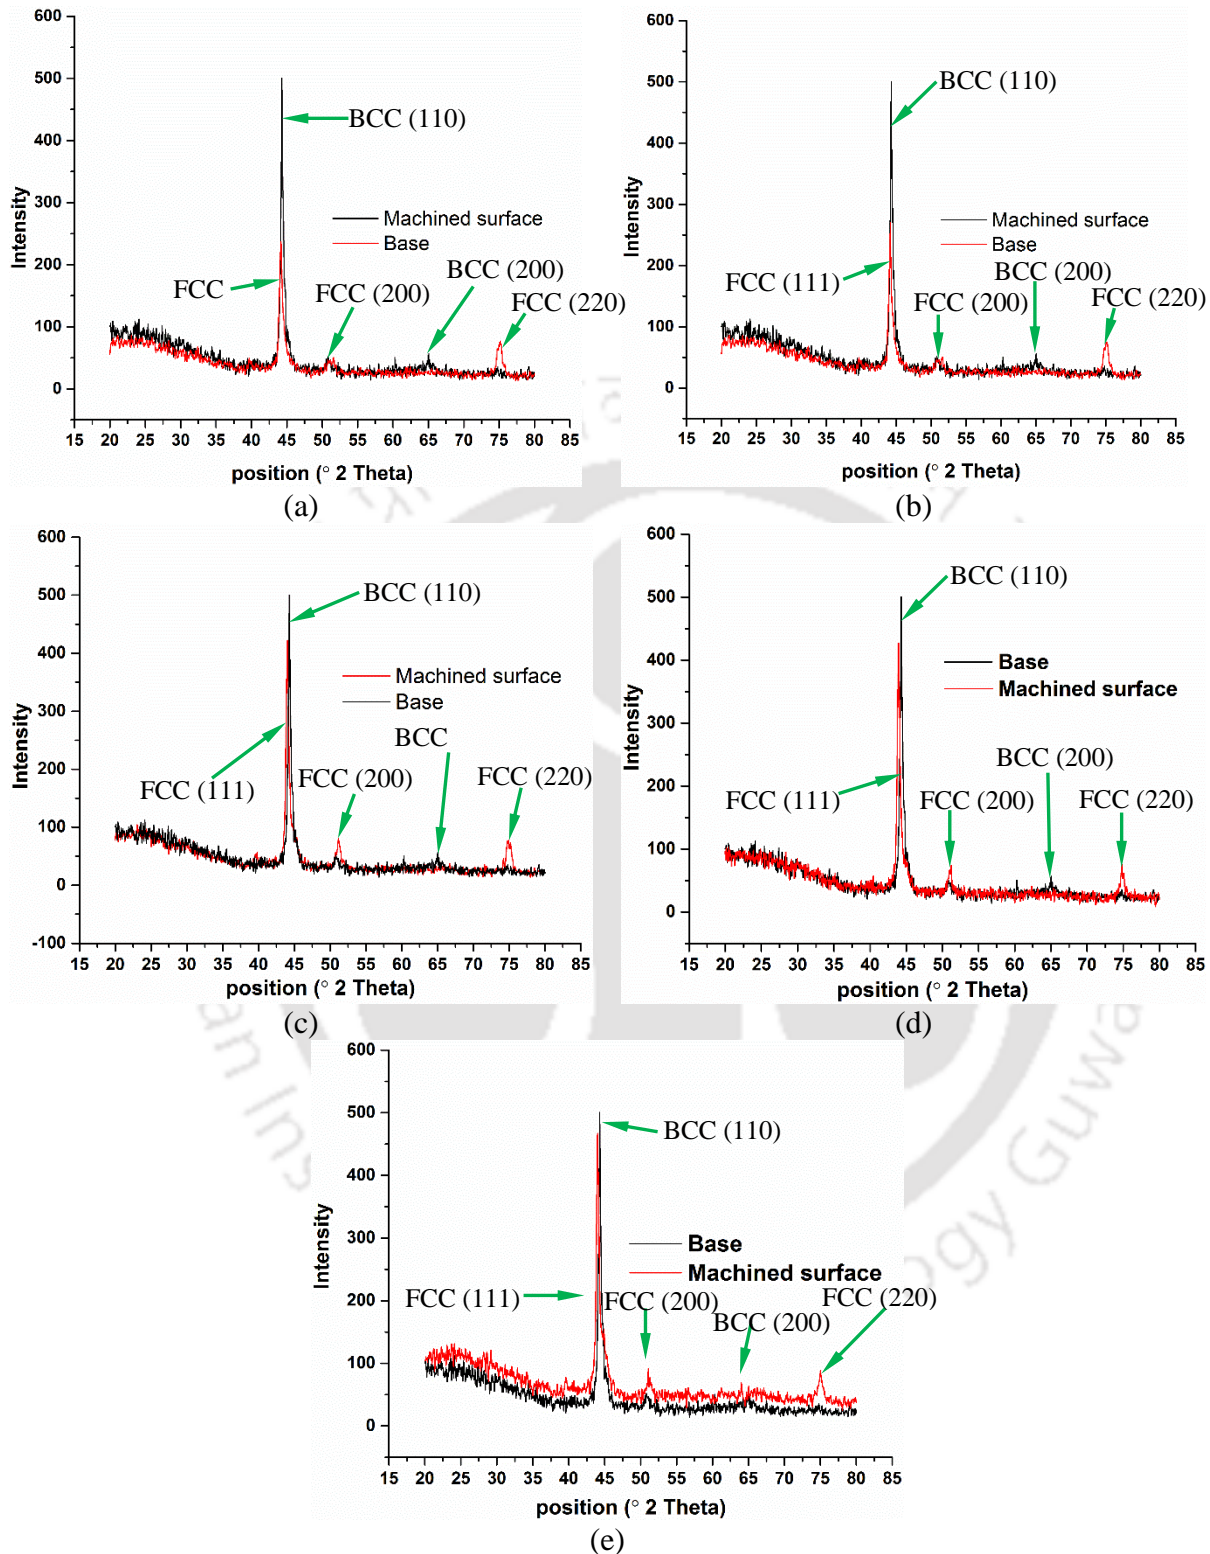 600
500
400
300
200
100
0
Intensity
BCC (110)
Machined surface
Base
FCC
FCC (200)
BCC (200)
FCC (220)
15 20 25 30 35 40 45 50 55 60 65 70 75 80 85
position (° 2 Theta)
(a)
600
500
400
300
200
100
0
Intensity
BCC (110)
Machined surface
Base
FCC (111)
FCC (200)
BCC (200)
FCC (220)
15 20 25 30 35 40 45 50 55 60 65 70 75 80 85
position (° 2 Theta)
(b)
600
500
400
300
200
100
0
-100
Intensity
BCC (110)
Machined surface
Base
FCC (111)
FCC (200)
BCC
FCC (220)
15 20 25 30 35 40 45 50 55 60 65 70 75 80 85
position (° 2 Theta)
(c)
600
500
400
300
200
100
0
Intensity
BCC (110)
Base
Machined surface
FCC (111)
FCC (200)
BCC (200)
FCC (220)
15 20 25 30 35 40 45 50 55 60 65 70 75 80 85
position (° 2 Theta)
(d)
600
500
400
300
200
100
0
Intensity
BCC (110)
Base
Machined surface
FCC (111)
FCC (200)
BCC (200)
FCC (220)
15 20 25 30 35 40 45 50 55 60 65 70 75 80 85
position (° 2 Theta)
(e)